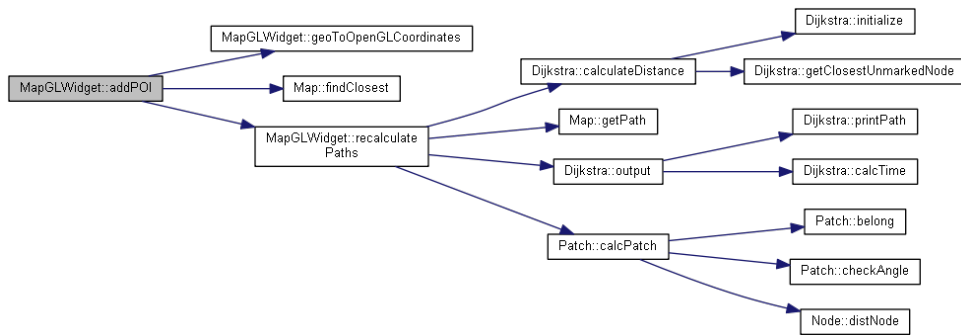 MapGLWidget::addPOI
MapGLWidget::geoToOpenGLCoordinates
Map::findClosest
MapGLWidget::recalculate
Paths
Dijkstra::calculateDistance
Map::getPath
Dijkstra::output
Patch::calcPatch
Dijkstra::initialize
Dijkstra::getClosestUnmarkedNode
Dijkstra::printPath
Dijkstra::calcTime
Patch::belong
Patch::checkAngle
Node::distNode